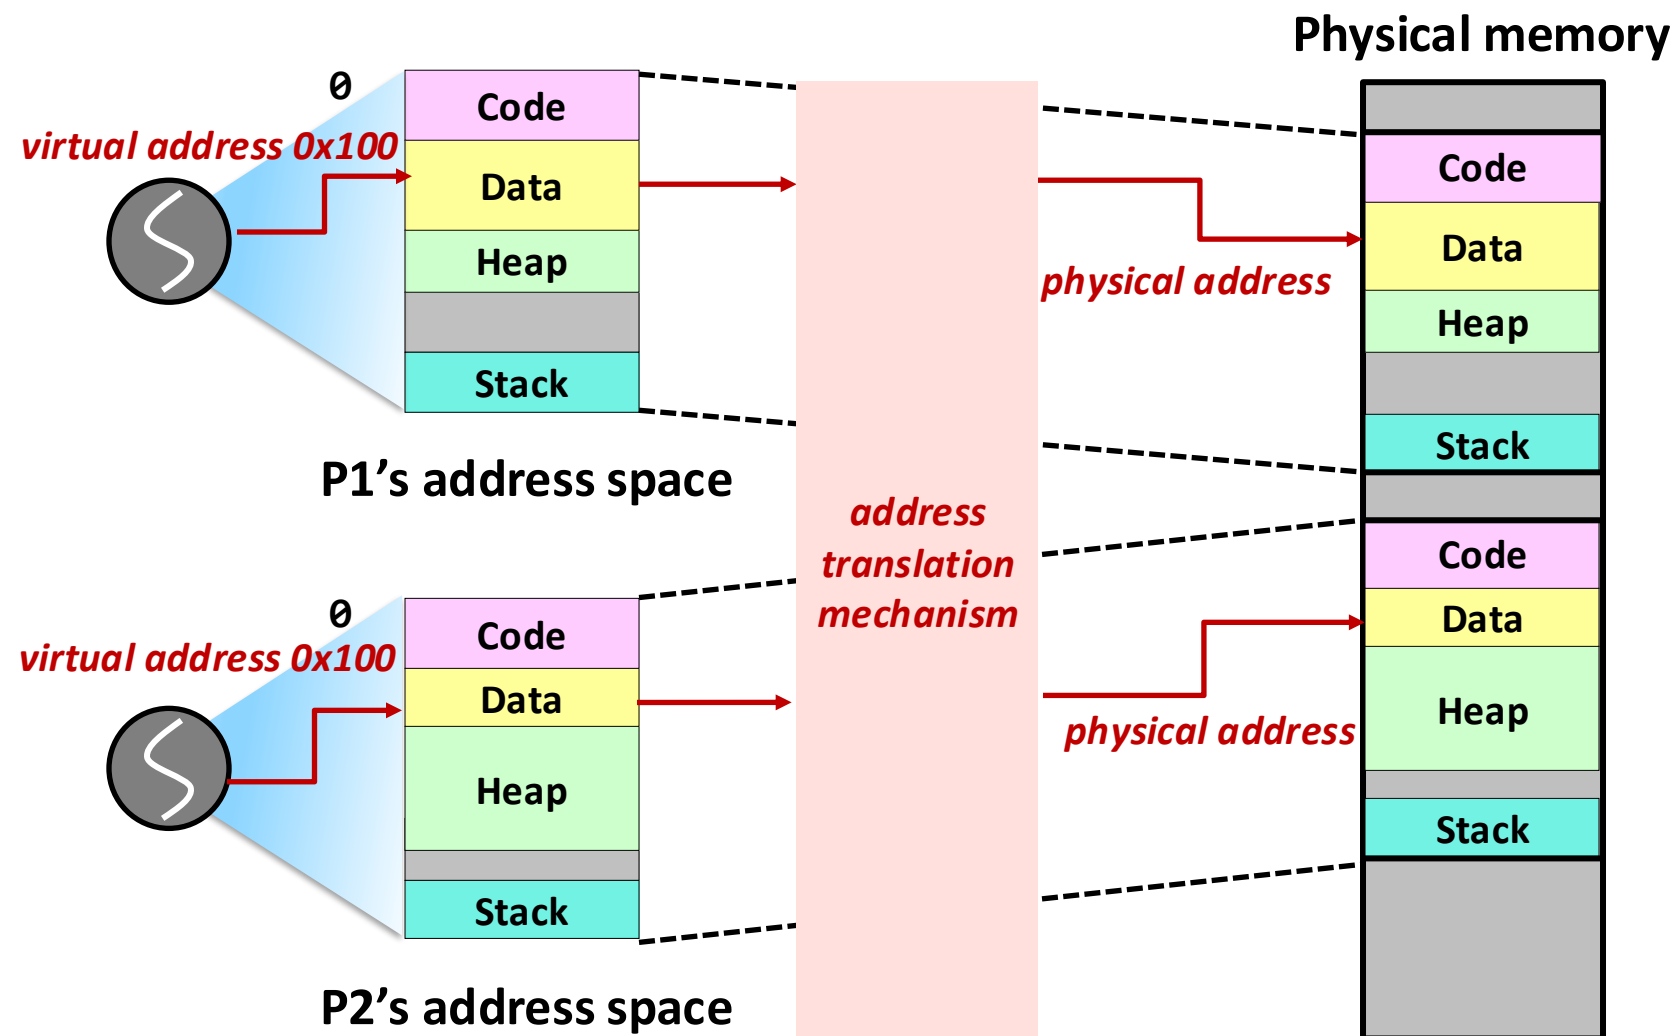 Physical memory
0
virtual address 0x100
Code
Data
Heap
Stack
P1’s address space
0
virtual address 0x100
Code
Data
Heap
Stack
P2’s address space
address
translation
mechanism
physical address
physical address
Code
Data
Heap
Stack
Code
Data
Heap
Stack